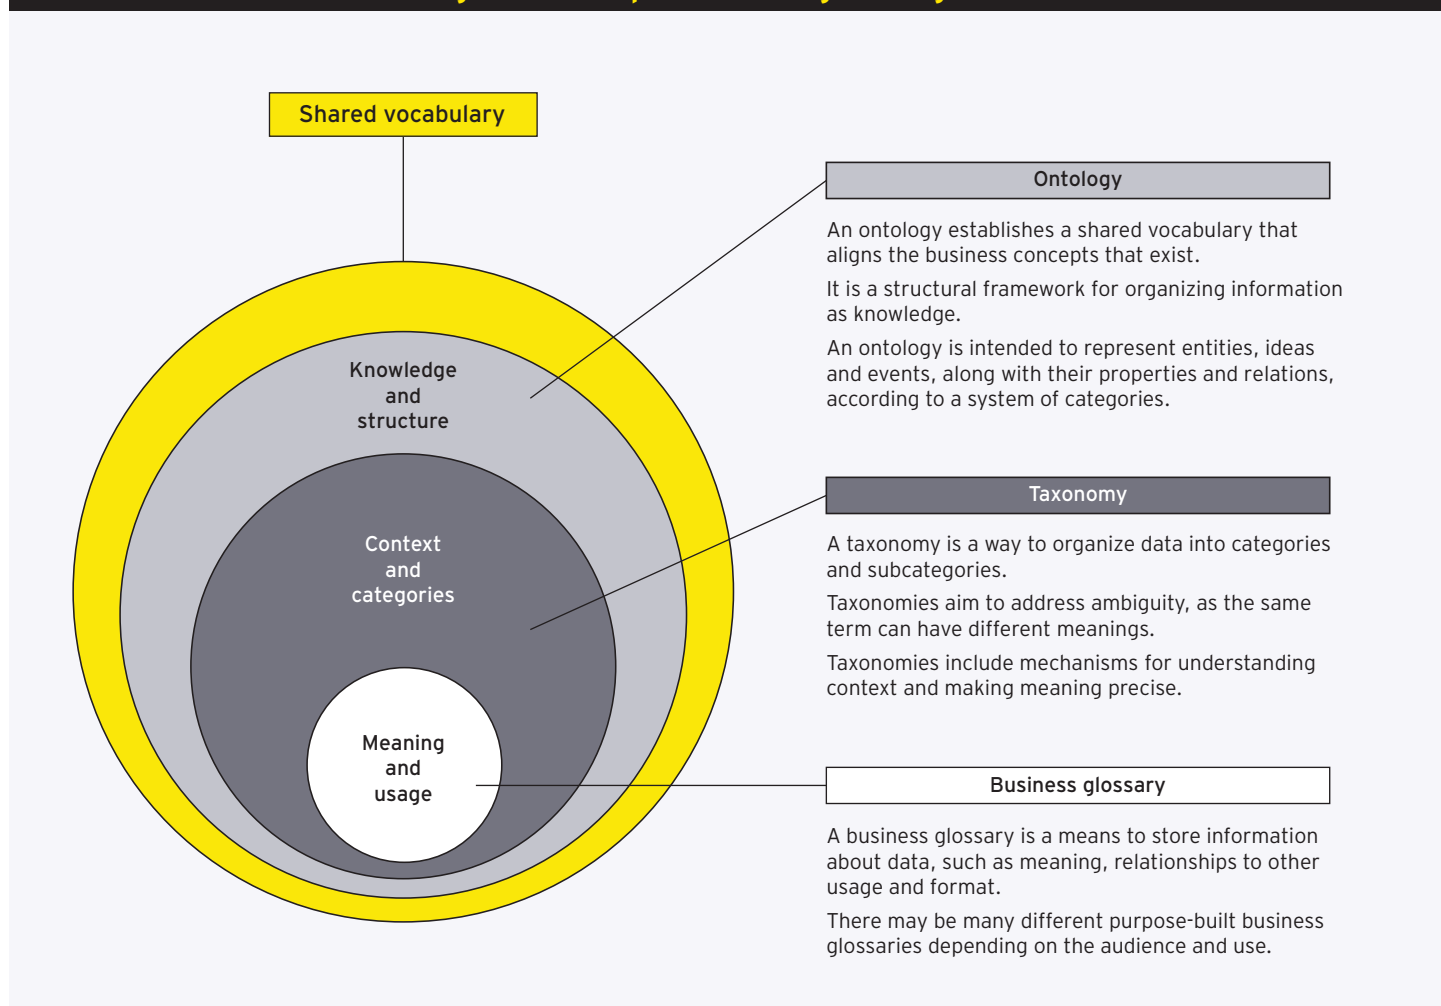 Shared vocabulary
Knowledge
and
structure
Context
and
categories
Meaning
and
usage
Ontology
An ontology establishes a shared vocabulary that
aligns the business concepts that exist.
It is a structural framework for organizing information
as knowledge.
An ontology is intended to represent entities, ideas
and events, along with their properties and relations,
according to a system of categories.
Taxonomy
A taxonomy is a way to organize data into categories
and subcategories.
Taxonomies aim to address ambiguity, as the same
term can have different meanings.
Taxonomies include mechanisms for understanding
context and making meaning precise.
Business glossary
A business glossary is a means to store information
about data, such as meaning, relationships to other
usage and format.
There may be many different purpose-built business
glossaries depending on the audience and use.